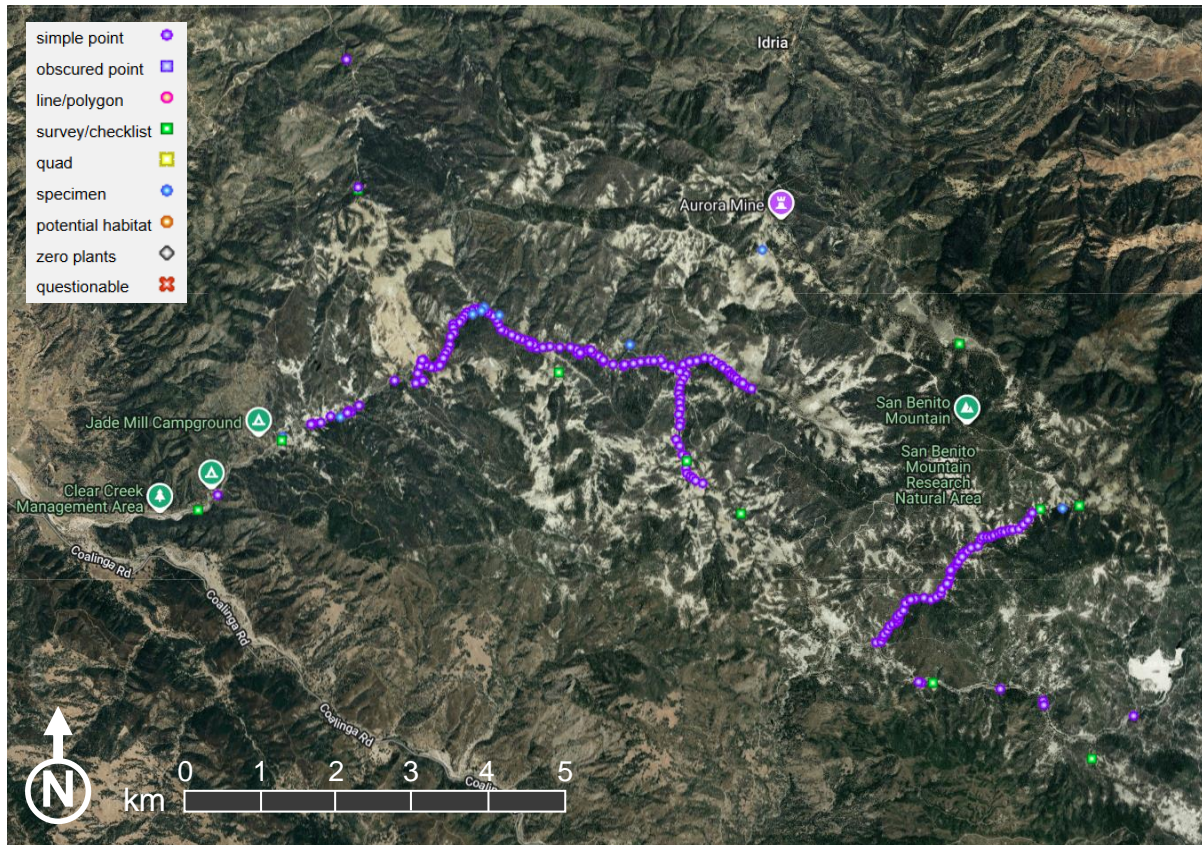 simple point
obscured point
line/polygon
survey/checklist
quad
specimen
potential habitat
zero plants
questionable
Idria
Aurora Mine
Jade Mill Campground
San Benito
Mountain
San Benito
Mountain
Research
Natural Area
Clear Creek
Management Area
Coalinga Rd
Coalinga Rd
Coalinga Rd
Coalin
N
0 1 2 3 4 5
km